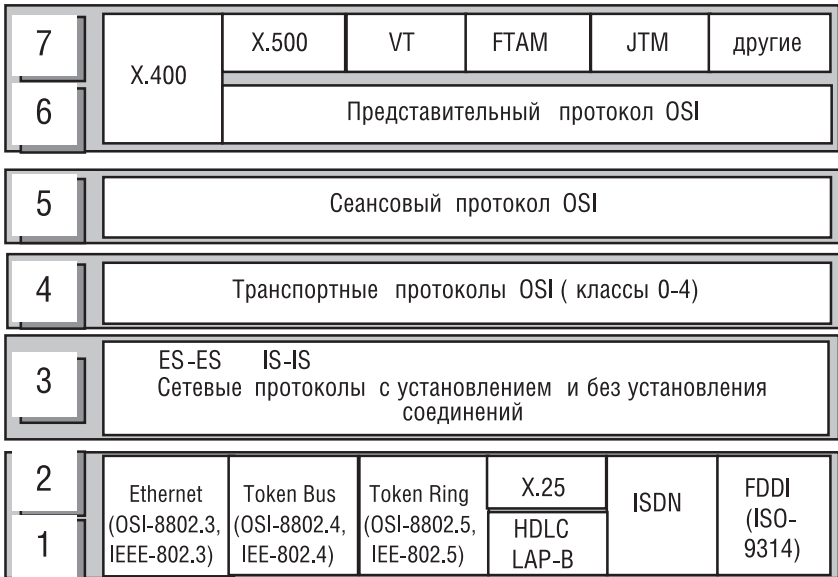 7
X.400
X.500
VT
FTAM
JTM
другие
6
Представительный протокол OSI
5
Сеансовый протокол OSI
4
Транспортные протоколы OSI ( классы 0-4)
3
ES-ES IS-IS
Сетевые протоколы с установлением и без установления
соединений
2
1
Ethernet
(OSI-8802.3,
IEEE-802.3)
Token Bus
(OSI-8802.4,
IEE-802.4)
Token Ring
(OSI-8802.5,
IEE-802.5)
X.25
HDLC
LAP-B
ISDN
FDDI
(ISO-
9314)